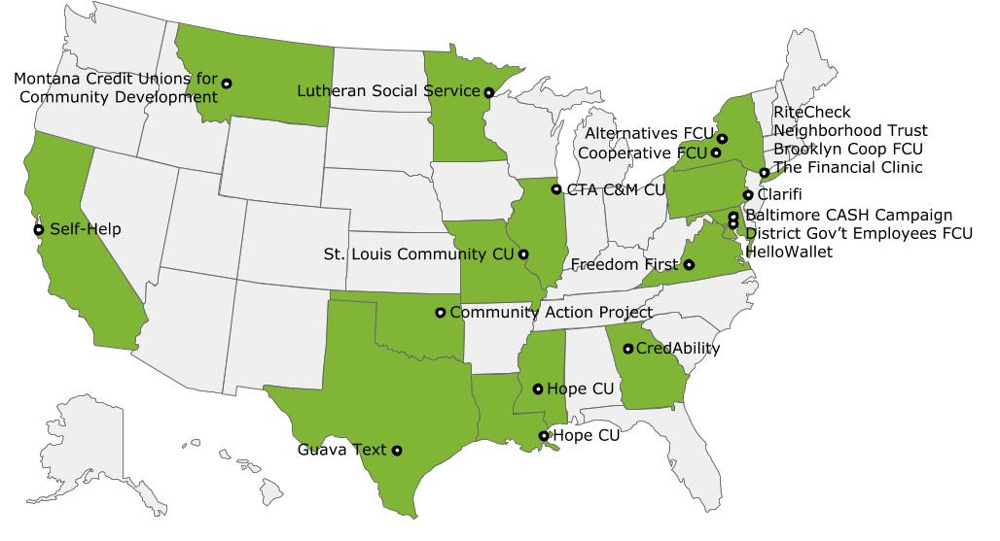 Montana Credit Unions for
Community Development
Lutheran Social Service
RiteCheck
Neighborhood Trust
Alternatives FCU
Brooklyn Coop FCU
Cooperative FCU
The Financial Clinic
CTA C&M CU
Clarifi
Baltimore CASH Campaign
Self-Help
District Gov't Employees FCU
HelloWallet
St. Louis Community CU
Freedom First
Community Action Project
CredAbility
Hope CU
Hope CU
Guava Text